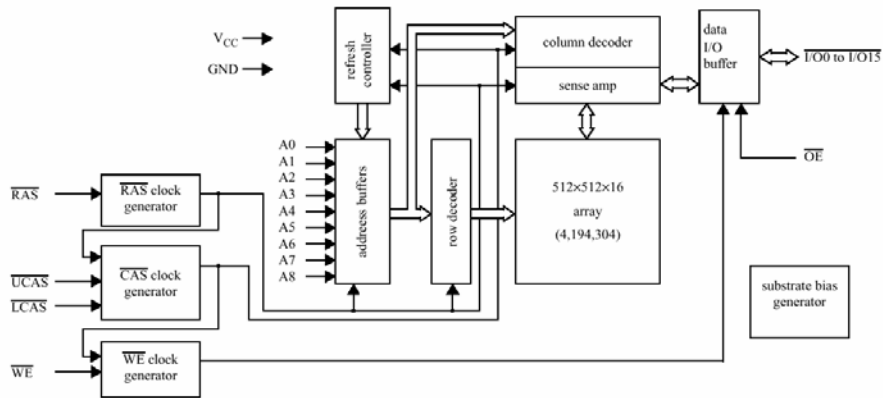 V_CC
GND
refresh
controller
column decoder
sense amp
data
I/O
buffer
I/O0 to I/O15
OE
A0
A1
A2
A3
A4
A5
A6
A7
A8
addreess buffers
row decoder
512×512×16
array
(4,194,304)
RAS
RAS clock
generator
UCAS
LCAS
CAS clock
generator
WE
WE clock
generator
substrate bias
generator